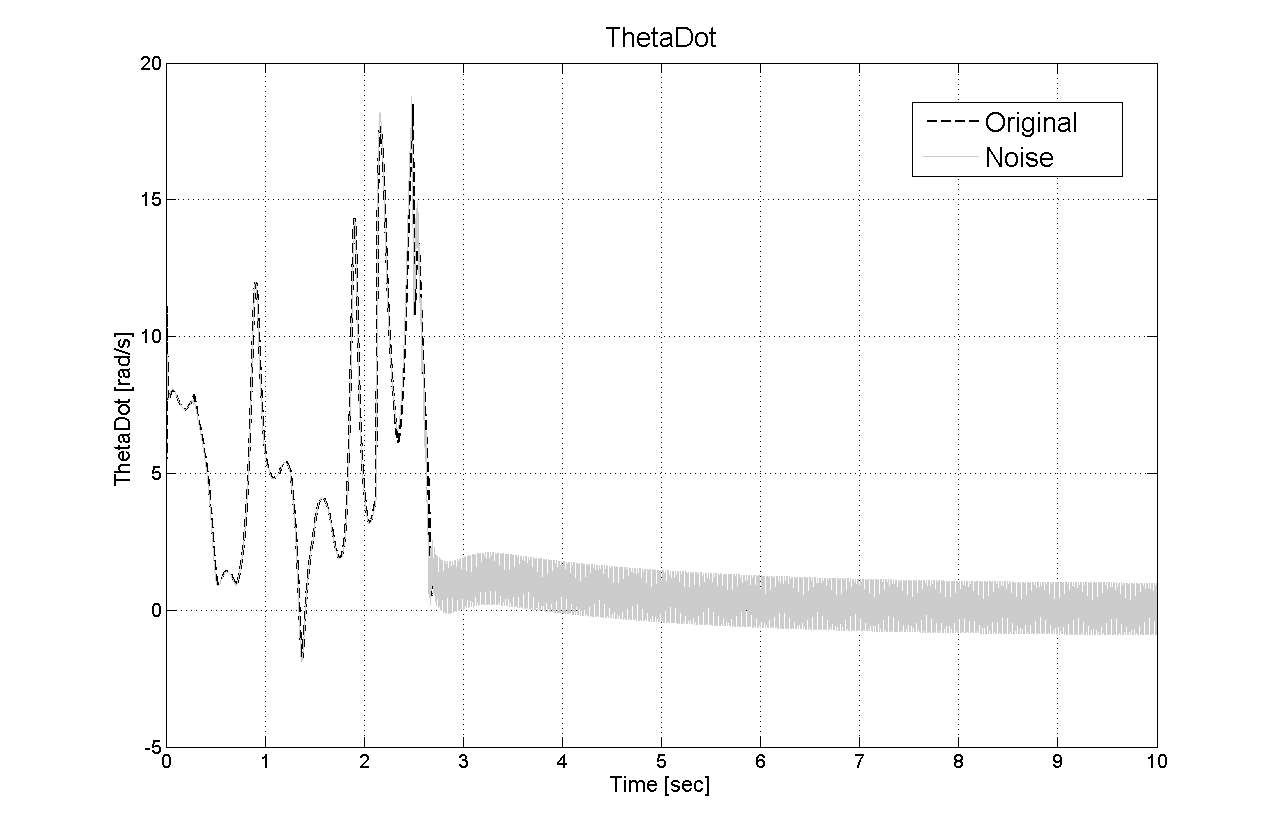 ThetaDot
20
15
10
5
0
-5
ThetaDot [rad/s]
Original
Noise
0 1 2 3 4 5 6 7 8 9 10
Time [sec]